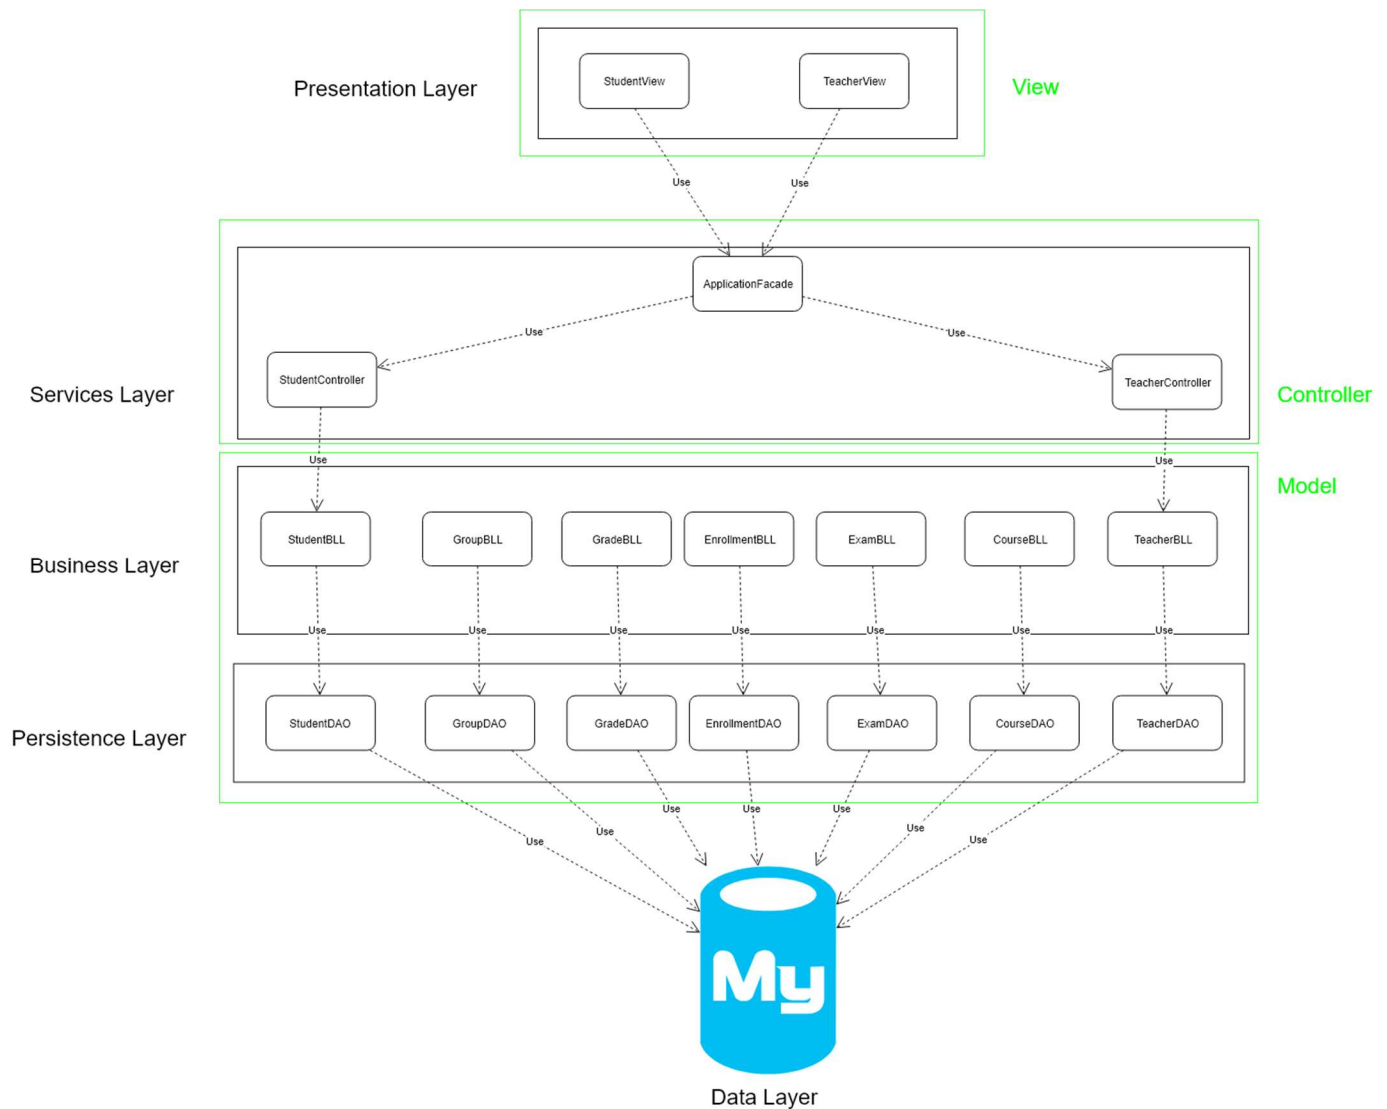 StudentView
TeacherView
Presentation Layer
View
Use
Use
ApplicationFacade
Use
Use
StudentController
TeacherController
Services Layer
Controller
Use
Use
Model
StudentBLL
GroupBLL
GradeBLL
EnrollmentBLL
ExamBLL
CourseBLL
TeacherBLL
Business Layer
Use
Use
Use
Use
Use
Use
Use
StudentDAO
GroupDAO
GradeDAO
EnrollmentDAO
ExamDAO
CourseDAO
TeacherDAO
Persistence Layer
Use
Use
Use
Use
Use
Use
Use
My
Data Layer